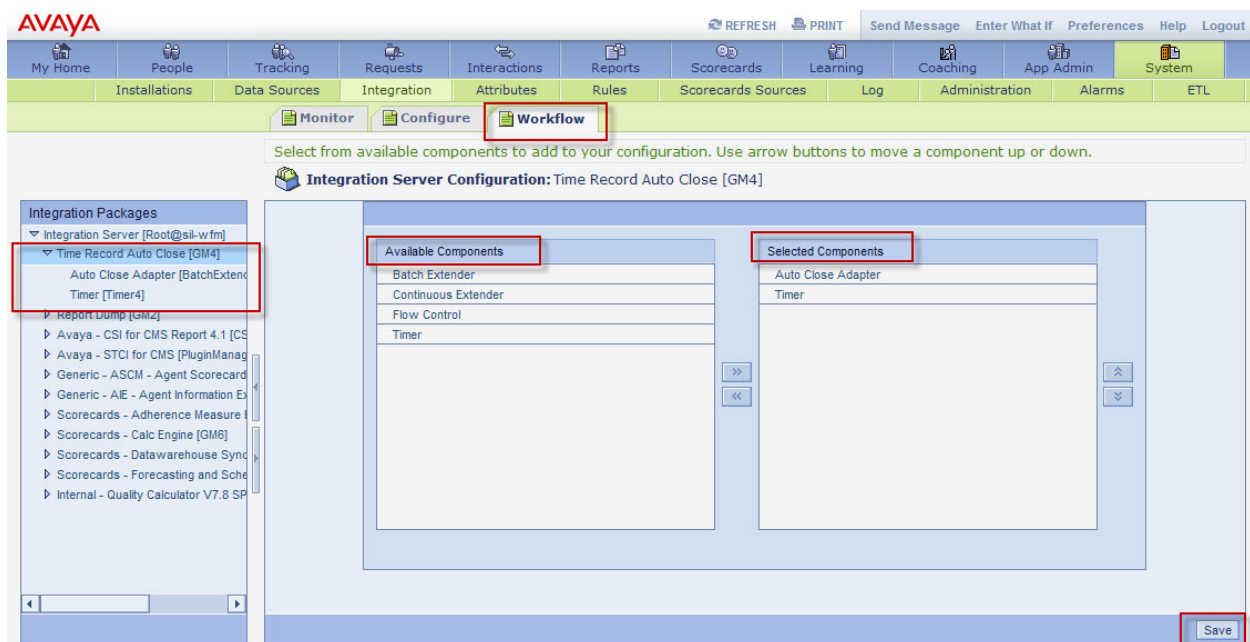 AVAYA
REFRESH PRINT Send Message Enter What If Preferences Help Logout
My Home People Tracking Requests Interactions Reports Scorecards Learning Coaching App Admin System
Installations Data Sources Integration Attributes Rules Scorecards Sources Log Administration Alarms ETL
Monitor Configure Workflow
Select from available components to add to your configuration. Use arrow buttons to move a component up or down.
Integration Server Configuration: Time Record Auto Close [GM4]
Integration Packages
Integration Server [Root@sil-wfm]
Time Record Auto Close [GM4]
Auto Close Adapter [BatchExtend
Timer [Timer4]
Report Dump [GM2]
Avaya - CSI for CMS Report 4.1 [CS
Avaya - STCI for CMS [PluginManag
Generic - ASCM - Agent Scorecard
Generic - AIE - Agent Information Ex
Scorecards - Adherence Measure
Scorecards - Calc Engine [GM6]
Scorecards - Datawarehouse Sync
Scorecards - Forecasting and Sche
Internal - Quality Calculator V7.8 SP
Available Components
Batch Extender
Continuous Extender
Flow Control
Timer
Selected Components
Auto Close Adapter
Timer
Save